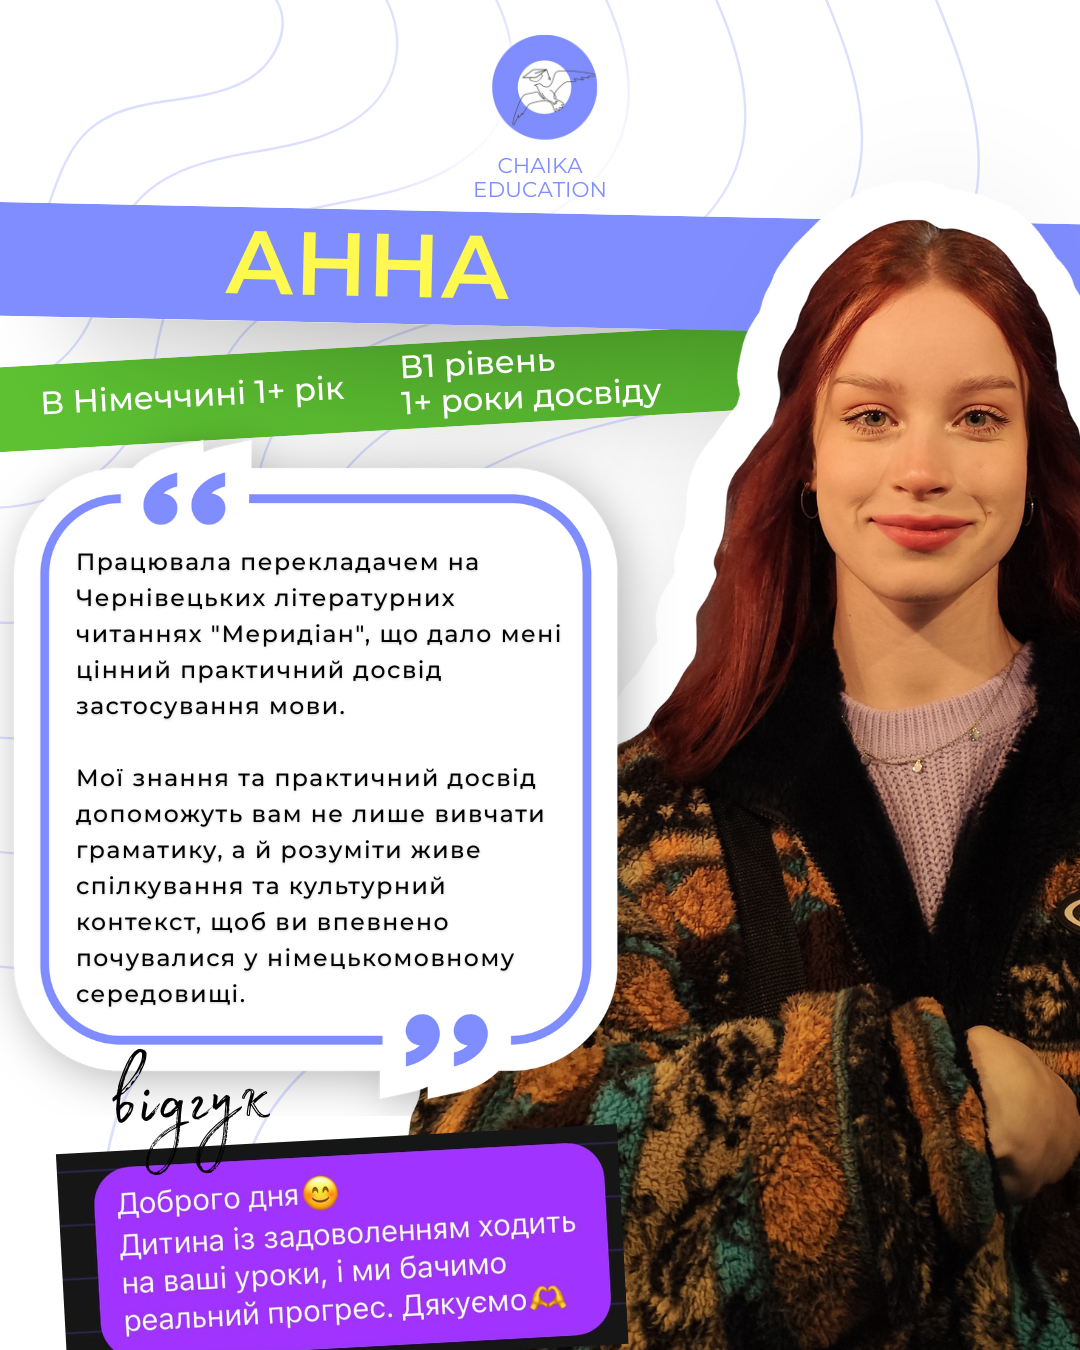 CHAIKA
EDUCATION
АННА
В Німеччині 1+ рік
B1 рівень
1+ роки досвіду
Працювала перекладачем на
Чернівецьких літературних
читаннях "Меридіан", що дало мені
цінний практичний досвід
застосування мови.
Мої знання та практичний досвід
допоможуть вам не лише вивчати
граматику, а й розуміти живе
спілкування та культурний
контекст, щоб ви впевнено
почувалися у німецькомовному
середовищі.
відгук
Доброго дня😊
Дитина із задоволенням ходить
на ваші уроки, і ми бачимо
реальний прогрес. Дякуємо🫶